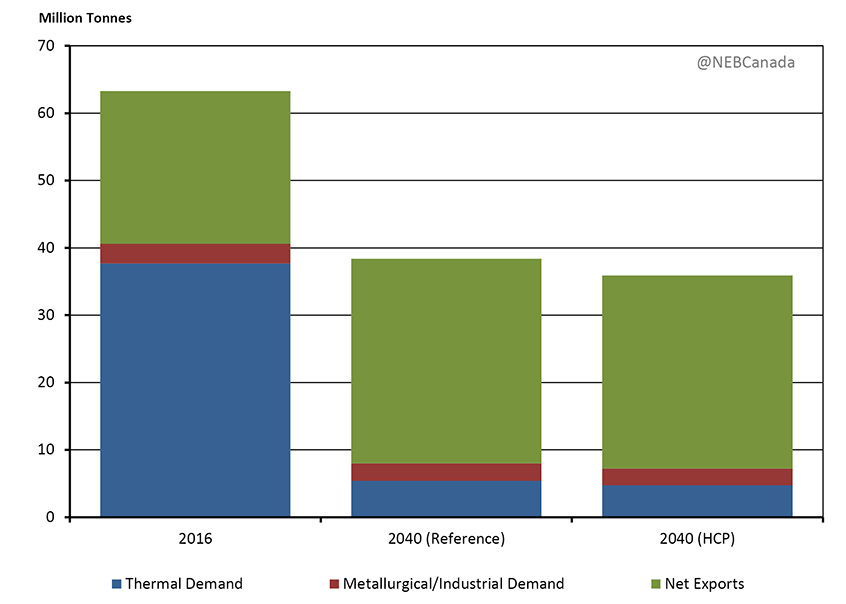 Million Tonnes
70
@NEBCanada
60
50
40
30
20
10
0
2016 2040 (Reference) 2040 (HCP)
Thermal Demand Metallurgical/Industrial Demand Net Exports